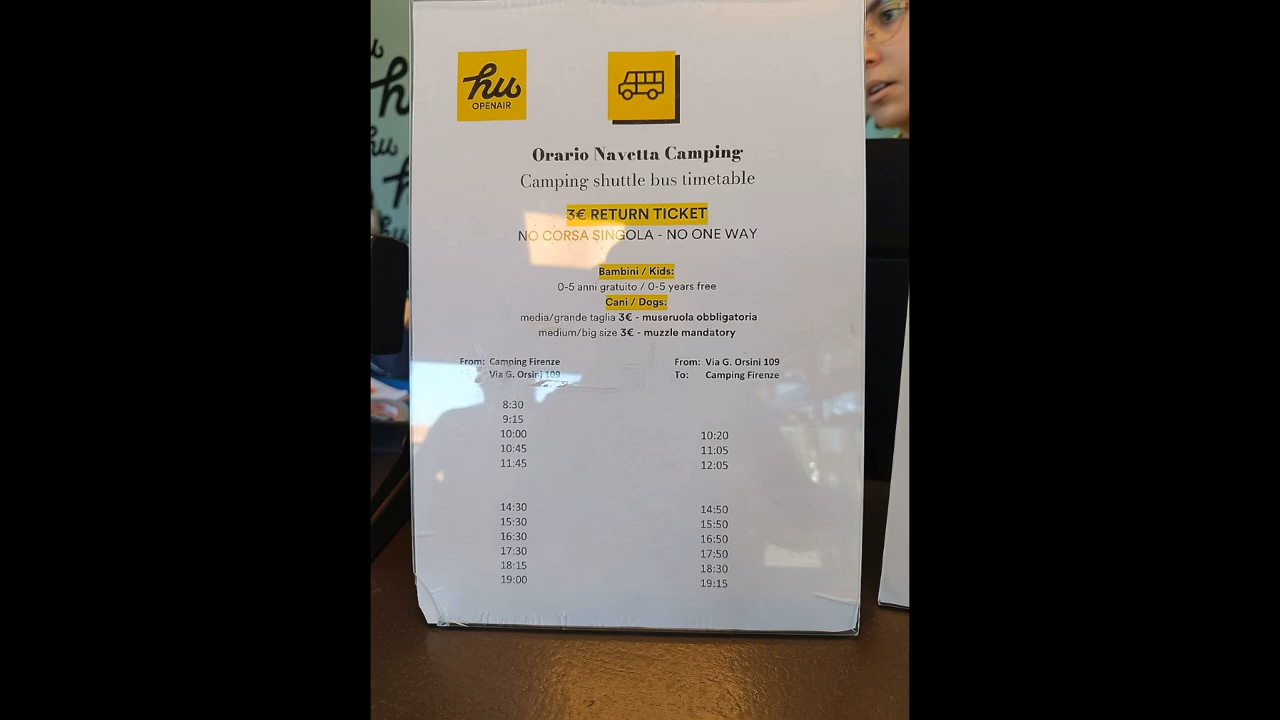 hu
OPENAIR
Orario Navetta Camping
Camping shuttle bus timetable
3€ RETURN TICKET
NO CORSA SINGOLA - NO ONE WAY
Bambini / Kids:
0-5 anni gratuito / 0-5 years free
Cani / Dogs:
media/grande taglia 3€ - museruola obbligatoria
medium/big size 3€ - muzzle mandatory
From: Camping Firenze
Via G. Orsini 109
From: Via G. Orsini 109
To: Camping Firenze
8:30
9:15
10:00
10:45
11:45
14:30
15:30
16:30
17:30
18:15
19:00
10:20
11:05
12:05
14:50
15:50
16:50
17:50
18:30
19:15
hu
hu
hu